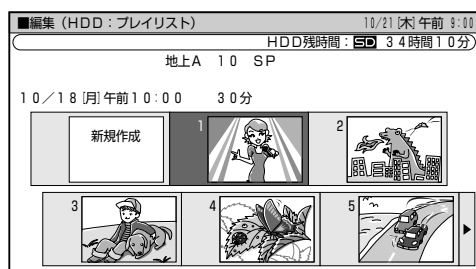 ■編集（HDD：プレイリスト）　10/21[木]午前 9:00
HDD残時間：SD ３４時間１０分
地上A　１０　SP
１０／１８[月]午前１０：００　３０分
新規作成　1　2
3　4　5